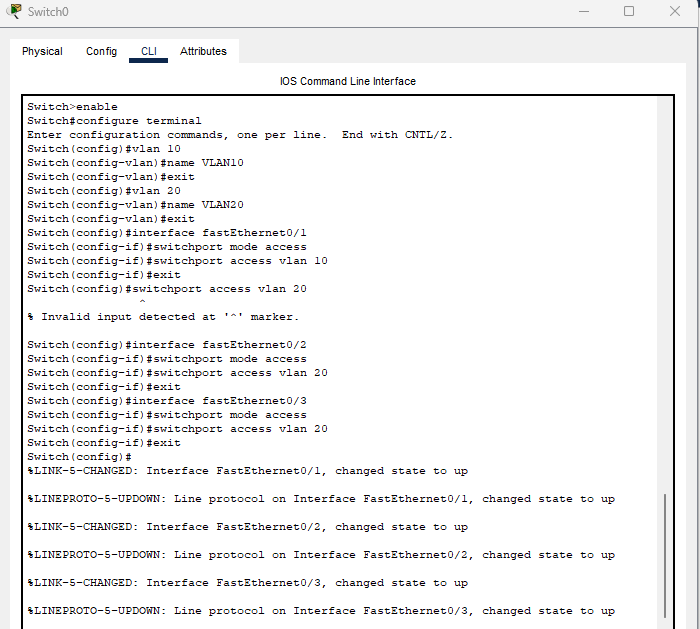 Switch0
Physical Config CLI Attributes
IOS Command Line Interface
Switch>enable
Switch#configure terminal
Enter configuration commands, one per line.  End with CNTL/Z.
Switch(config)#vlan 10
Switch(config-vlan)#name VLAN10
Switch(config-vlan)#exit
Switch(config)#vlan 20
Switch(config-vlan)#name VLAN20
Switch(config-vlan)#exit
Switch(config)#interface fastEthernet0/1
Switch(config-if)#switchport mode access
Switch(config-if)#switchport access vlan 10
Switch(config-if)#exit
Switch(config)#switchport access vlan 20
^
% Invalid input detected at '^' marker.
Switch(config)#interface fastEthernet0/2
Switch(config-if)#switchport mode access
Switch(config-if)#switchport access vlan 20
Switch(config-if)#exit
Switch(config)#interface fastEthernet0/3
Switch(config-if)#switchport mode access
Switch(config-if)#switchport access vlan 20
Switch(config-if)#exit
Switch(config)#
%LINK-5-CHANGED: Interface FastEthernet0/1, changed state to up
%LINEPROTO-5-UPDOWN: Line protocol on Interface FastEthernet0/1, changed state to up
%LINK-5-CHANGED: Interface FastEthernet0/2, changed state to up
%LINEPROTO-5-UPDOWN: Line protocol on Interface FastEthernet0/2, changed state to up
%LINK-5-CHANGED: Interface FastEthernet0/3, changed state to up
%LINEPROTO-5-UPDOWN: Line protocol on Interface FastEthernet0/3, changed state to up